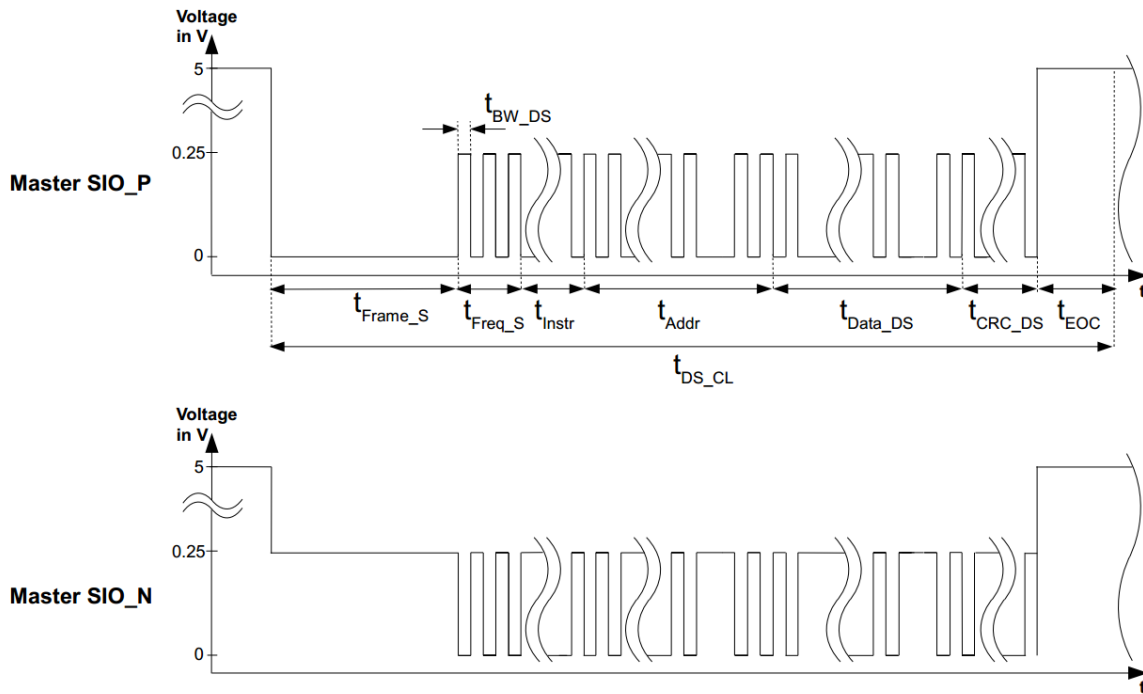 Voltage
in V
5
t_BW_DS
0.25
Master SIO_P
0
t
t_Frame_S
t_Freq_S
t_Instr
t_Addr
t_Data_DS
t_CRC_DS
t_EOC
t_DS_CL
Voltage
in V
5
0.25
Master SIO_N
0
t